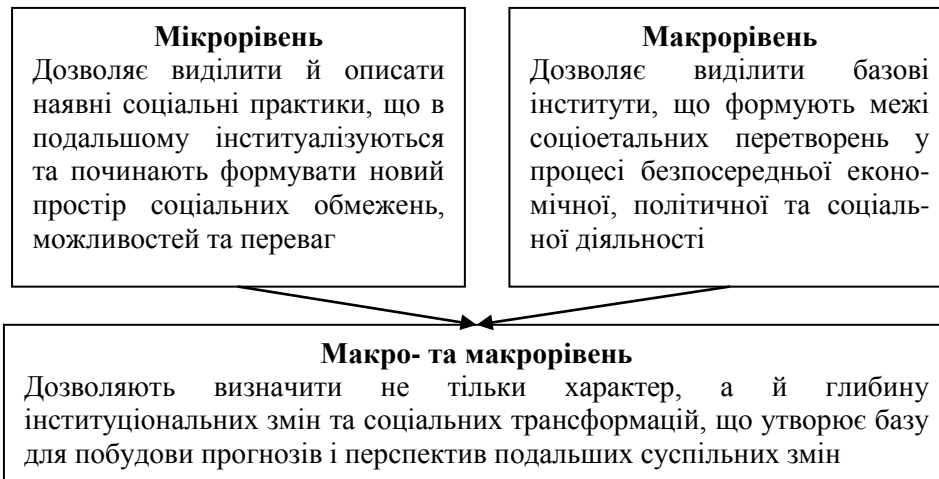 Мікрорівень
Дозволяє виділити й описати
наявні соціальні практики, що в
подальшому інституалізуються
та починають формувати новий
простір соціальних обмежень,
можливостей та переваг
Макрорівень
Дозволяє виділити базові
інститути, що формують межі
соціоетальних перетворень у
процесі безпосередньої еконо-
мічної, політичної та соціаль-
ної діяльності
Макро- та макрорівень
Дозволяють визначити не тільки характер, а й глибину
інституціональних змін та соціальних трансформацій, що утворює базу
для побудови прогнозів і перспектив подальших суспільних змін